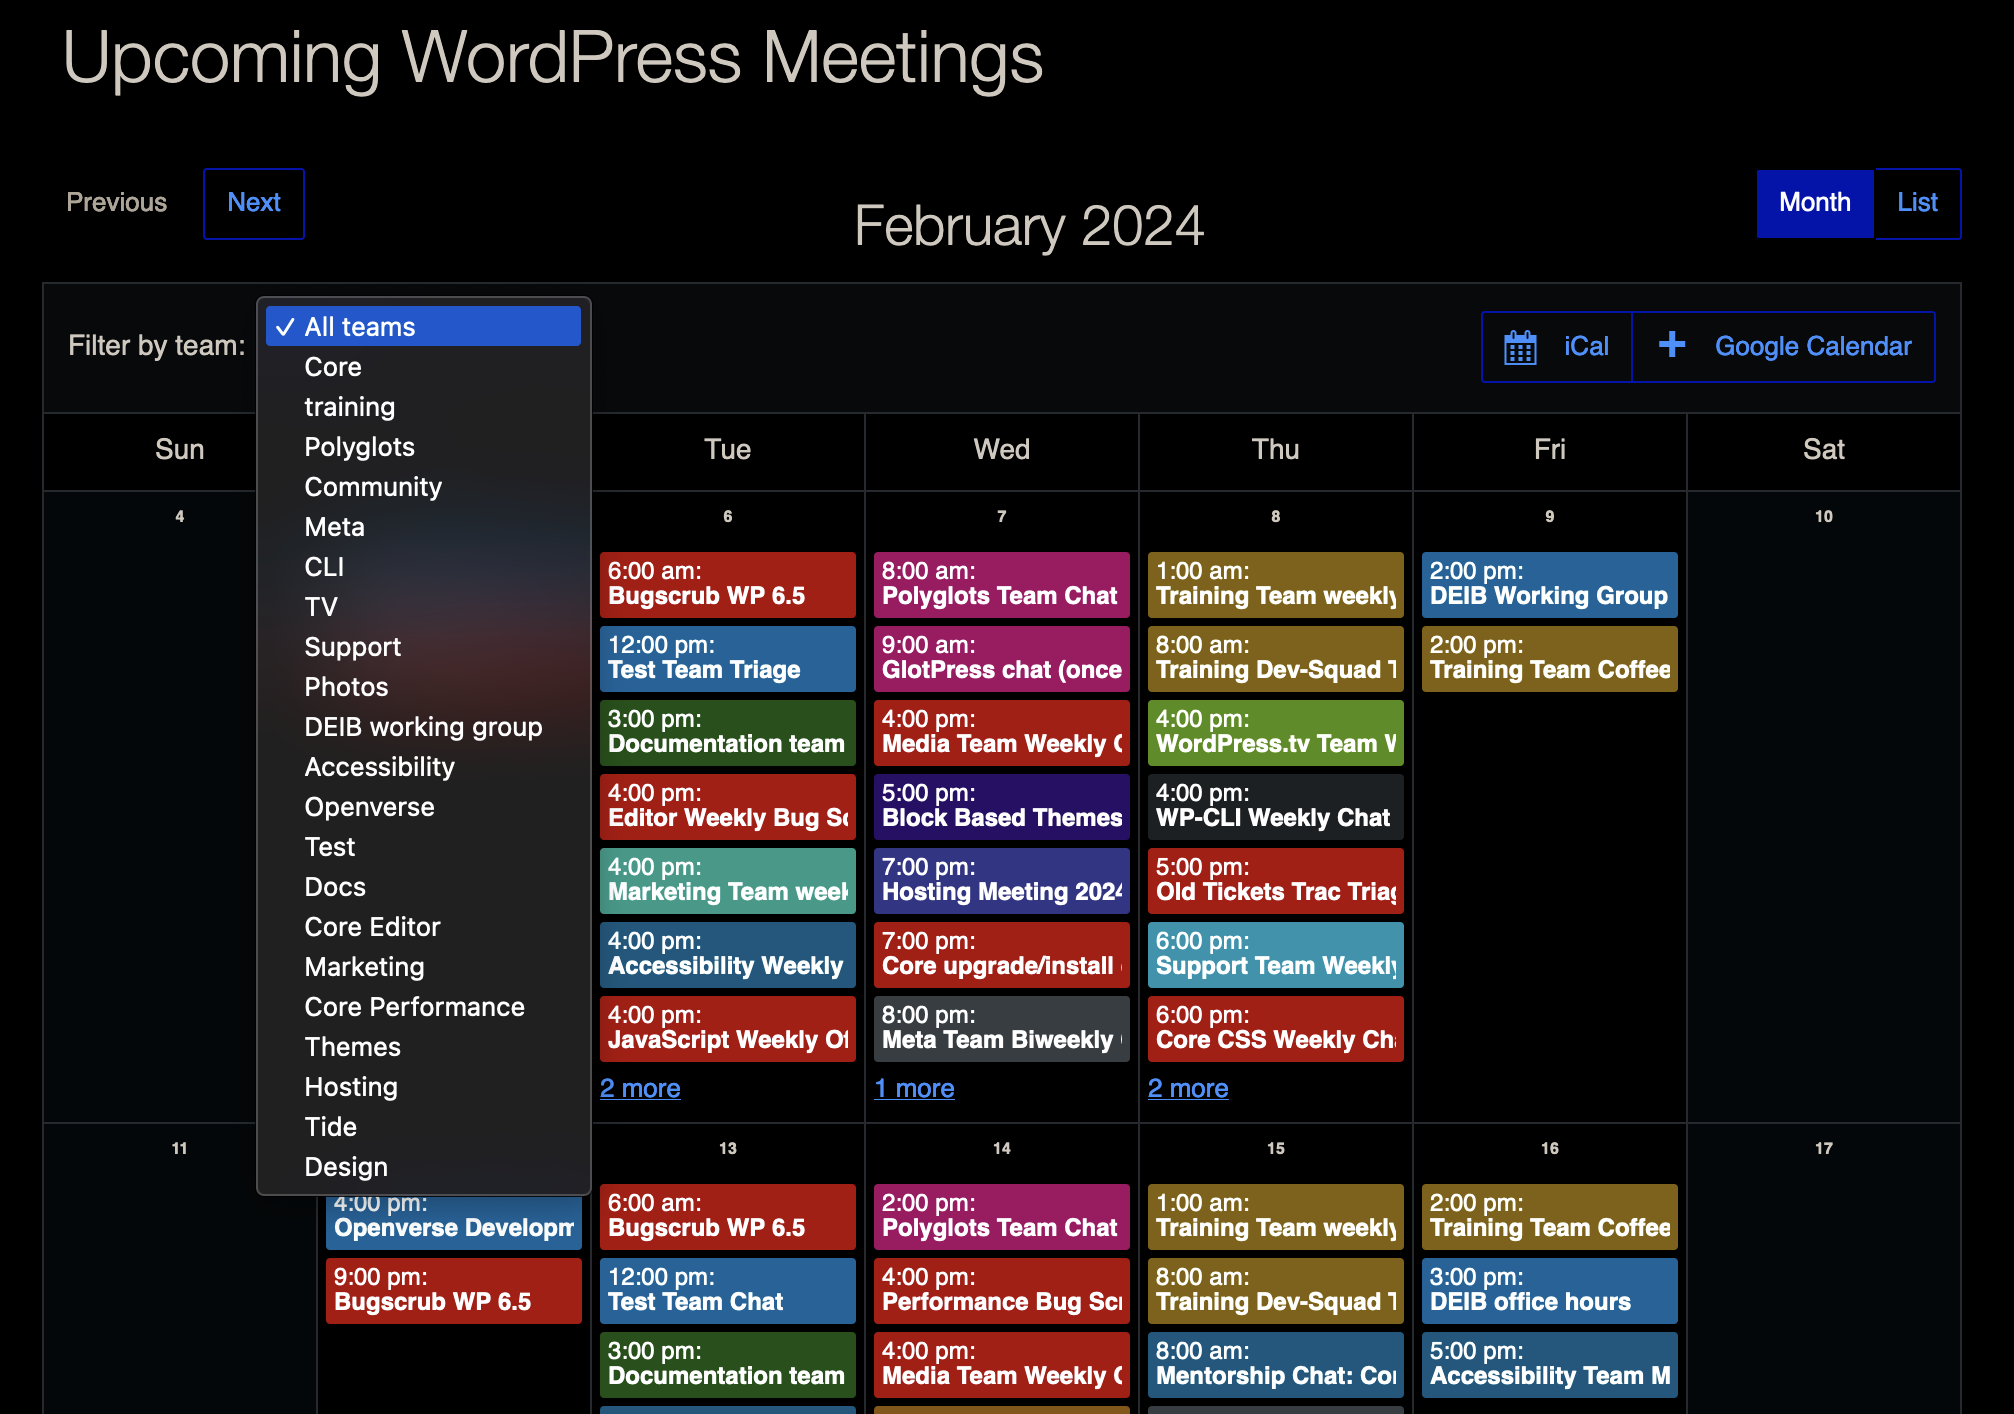 Upcoming WordPress Meetings
Previous
Next
February 2024
Month
List
Filter by team:
✓ All teams
Core
training
Polyglots
Community
Meta
CLI
TV
Support
Photos
DEIB working group
Accessibility
Openverse
Test
Docs
Core Editor
Marketing
Core Performance
Themes
Hosting
Tide
Design
iCal
+ Google Calendar
Sun
Tue
Wed
Thu
Fri
Sat
4
6
6:00 am:
Bugscrub WP 6.5
12:00 pm:
Test Team Triage
3:00 pm:
Documentation team
4:00 pm:
Editor Weekly Bug
4:00 pm:
Marketing Team
4:00 pm:
Accessibility Weekly
4:00 pm:
JavaScript Weekly
2 more
7
8:00 am:
Polyglots Team Chat
9:00 am:
GlotPress chat (once
4:00 pm:
Media Team Weekly
5:00 pm:
Block Based Themes
7:00 pm:
Hosting Meeting 2024
7:00 pm:
Core upgrade/install
8:00 pm:
Meta Team Biweekly
1 more
8
1:00 am:
Training Team weekly
8:00 am:
Training Dev-Squad
4:00 pm:
WordPress.tv Team
4:00 pm:
WP-CLI Weekly Chat
5:00 pm:
Old Tickets Trac
6:00 pm:
Support Team Weekly
6:00 pm:
Core CSS Weekly
2 more
9
2:00 pm:
DEIB Working Group
2:00 pm:
Training Team Coffee
10
11
4:00 pm:
Openverse Developm
9:00 pm:
Bugscrub WP 6.5
13
6:00 am:
Bugscrub WP 6.5
12:00 pm:
Test Team Chat
3:00 pm:
Documentation team
14
2:00 pm:
Polyglots Team Chat
4:00 pm:
Performance Bug
4:00 pm:
Media Team Weekly
15
1:00 am:
Training Team weekly
8:00 am:
Training Dev-Squad
8:00 am:
Mentorship Chat:
16
2:00 pm:
Training Team Coffee
3:00 pm:
DEIB office hours
5:00 pm:
Accessibility Team M
17